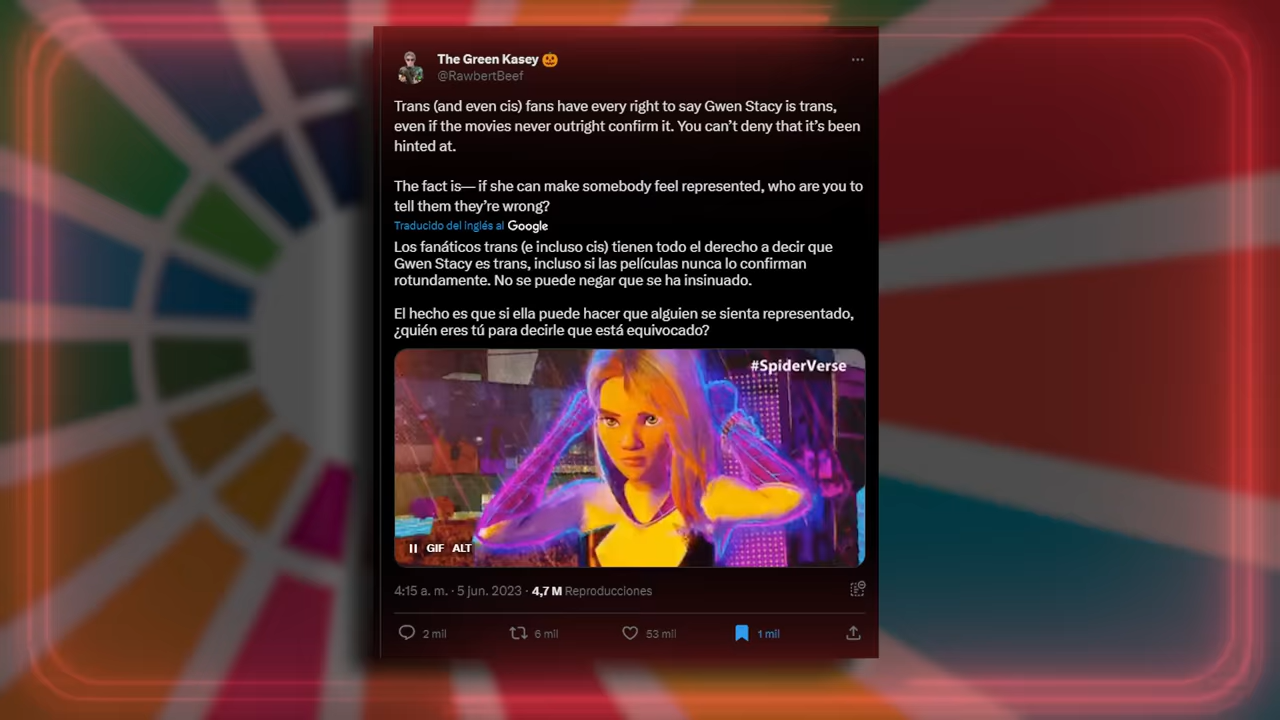 The Green Kasey 🎃
@RawbertBeef
Trans (and even cis) fans have every right to say Gwen Stacy is trans,
even if the movies never outright confirm it. You can’t deny that it’s been
hinted at.
The fact is— if she can make somebody feel represented, who are you to
tell them they’re wrong?
Traducido del inglés al Google
Los fanáticos trans (e incluso cis) tienen todo el derecho a decir que
Gwen Stacy es trans, incluso si las películas nunca lo confirman
rotundamente. No se puede negar que se ha insinuado.
El hecho es que si ella puede hacer que alguien se sienta representado,
¿quién eres tú para decirle que está equivocado?
#SpiderVerse
GIF ALT
4:15 a. m. · 5 jun. 2023 · 4,7 M Reproducciones
2 mil 6 mil 53 mil 1 mil